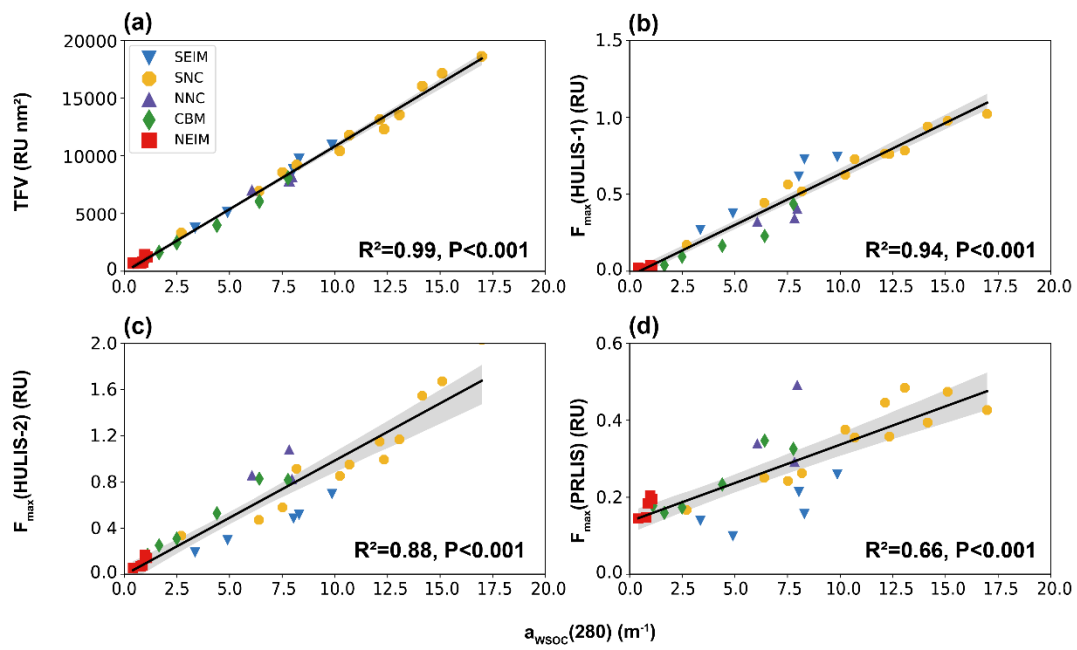 (a)
TFV (RU nm²)
20000
15000
10000
5000
0
SEIM
SNC
NNC
CBM
NEIM
R²=0.99, P<0.001
0.0 2.5 5.0 7.5 10.0 12.5 15.0 17.5 20.0
(b)
Fmax(HULIS-1) (RU)
1.5
1.0
0.5
0.0
R²=0.94, P<0.001
0.0 2.5 5.0 7.5 10.0 12.5 15.0 17.5 20.0
(c)
Fmax(HULIS-2) (RU)
2.0
1.6
1.2
0.8
0.4
0.0
R²=0.88, P<0.001
0.0 2.5 5.0 7.5 10.0 12.5 15.0 17.5 20.0
(d)
Fmax(PRLIS) (RU)
0.6
0.4
0.2
0.0
R²=0.66, P<0.001
0.0 2.5 5.0 7.5 10.0 12.5 15.0 17.5 20.0
aWSOC(280) (m⁻¹)